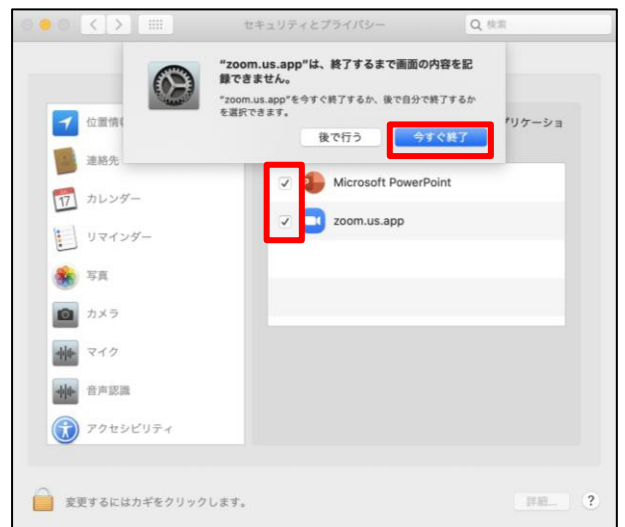 セキュリティとプライバシー
検索
"zoom.us.app"は、終了するまで画面の内容を記
録できません。
"zoom.us.app"を今すぐ終了するか、後で自分で終了するか
を選択できます。
後で行う
今すぐ終了
位置情
プリケーショ
連絡先
17
カレンダー
リマインダー
写真
カメラ
マイク
音声認識
アクセシビリティ
Microsoft PowerPoint
zoom.us.app
変更するにはカギをクリックします。
詳細...
?